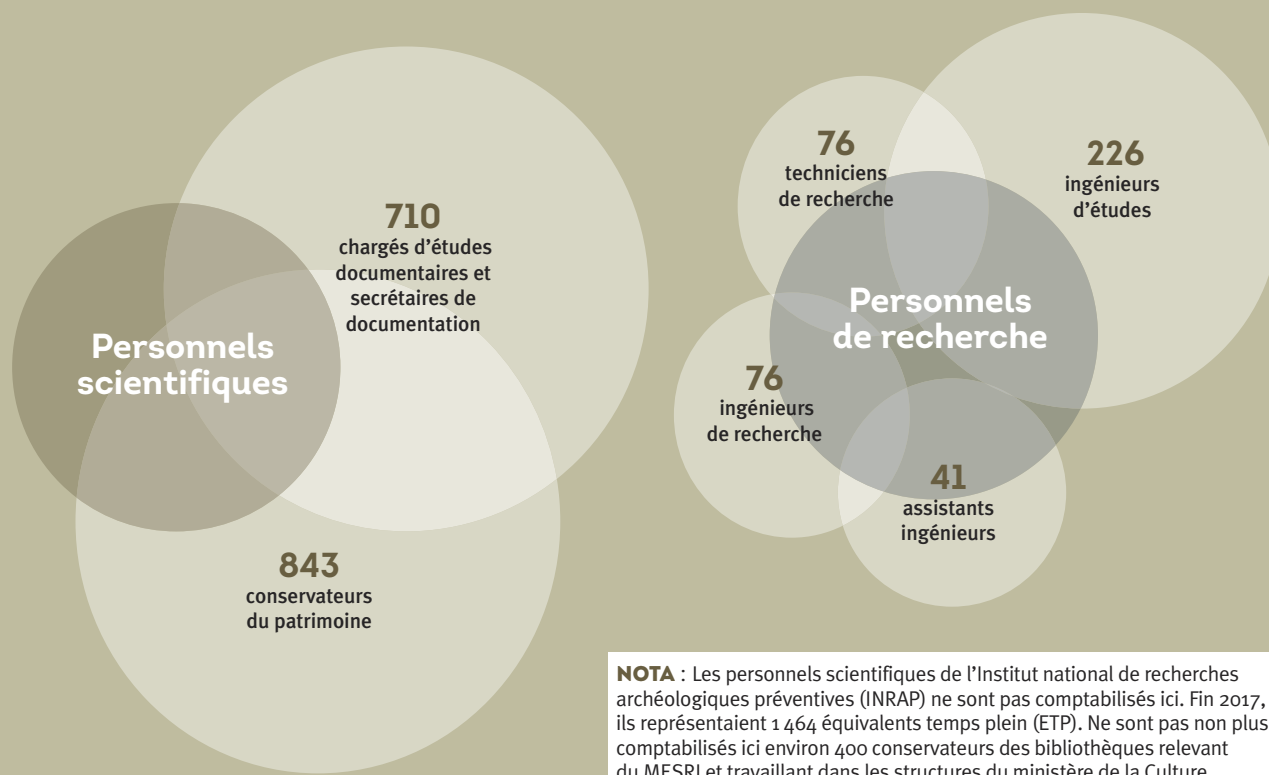 710
chargés d’études
documentaires et
secrétaires de
documentation
Personnels
scientifiques
843
conservateurs
du patrimoine
76
techniciens
de recherche
226
ingénieurs
d’études
Personnels
de recherche
76
ingénieurs
de recherche
41
assistants
ingénieurs
NOTA : Les personnels scientifiques de l’Institut national de recherches
archéologiques préventives (INRAP) ne sont pas comptabilisés ici. Fin 2017,
ils représentaient 1 464 équivalents temps plein (ETP). Ne sont pas non plus
comptabilisés ici environ 400 conservateurs des bibliothèques relevant
du MESRI et travaillant dans les structures du ministère de la Culture.